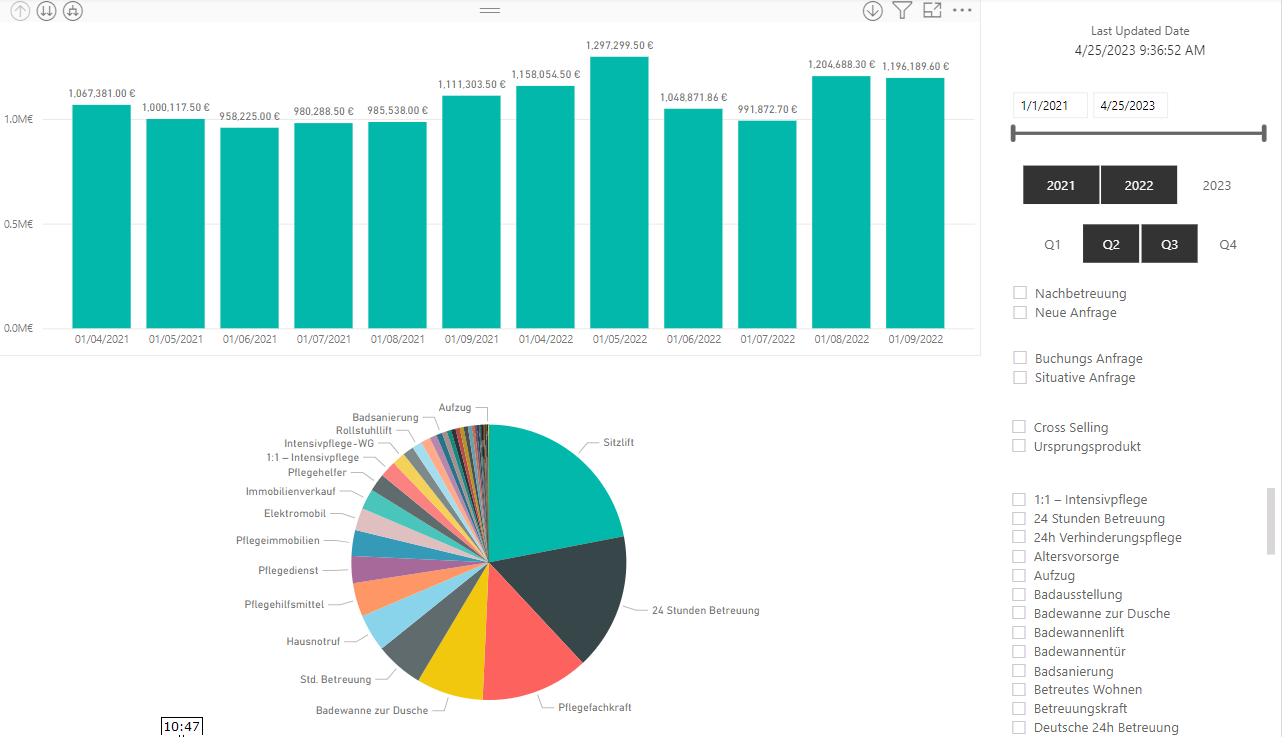 1,067,381.00 €
1,000,117.50 €
958,225.00 €
980,288.50 €
985,538.00 €
1,111,303.50 €
1,158,054.50 €
1,297,299.50 €
1,048,871.86 €
991,872.70 €
1,204,688.30 €
1,196,189.60 €
1.0M€
0.5M€
0.0M€
01/04/2021 01/05/2021 01/06/2021 01/07/2021 01/08/2021 01/09/2021 01/04/2022 01/05/2022 01/06/2022 01/07/2022 01/08/2022 01/09/2022
Last Updated Date
4/25/2023 9:36:52 AM
1/1/2021 4/25/2023
2021 2022 2023
Q1 Q2 Q3 Q4
Nachbetreuung
Neue Anfrage
Buchungs Anfrage
Situative Anfrage
Cross Selling
Ursprungsprodukt
1:1 – Intensivpflege
24 Stunden Betreuung
24h Verhinderungspflege
Altersvorsorge
Aufzug
Badausstellung
Badewanne zur Dusche
Badewannenlift
Badewannentür
Badsanierung
Betreutes Wohnen
Betreuungskraft
Deutsche 24h Betreuung
Aufzug
Badsanierung
Rollstuhllift
Intensivpflege-WG
1:1 – Intensivpflege
Pflegehelfer
Immobilienverkauf
Elektromobil
Pflegeimmobilien
Pflegedienst
Pflegehilfsmittel
Hausnotruf
Std. Betreuung
Badewanne zur Dusche
Pflegefachkraft
24 Stunden Betreuung
Sitzlift
10:47